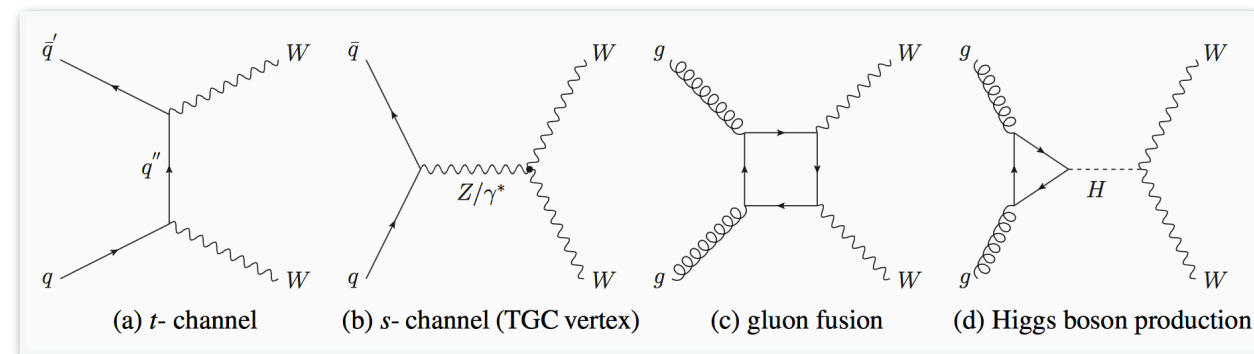 q̄′ W q̄ W g W g W
q″ Z/γ* H
q W q W g W g W
(a) t- channel (b) s- channel (TGC vertex) (c) gluon fusion (d) Higgs boson production